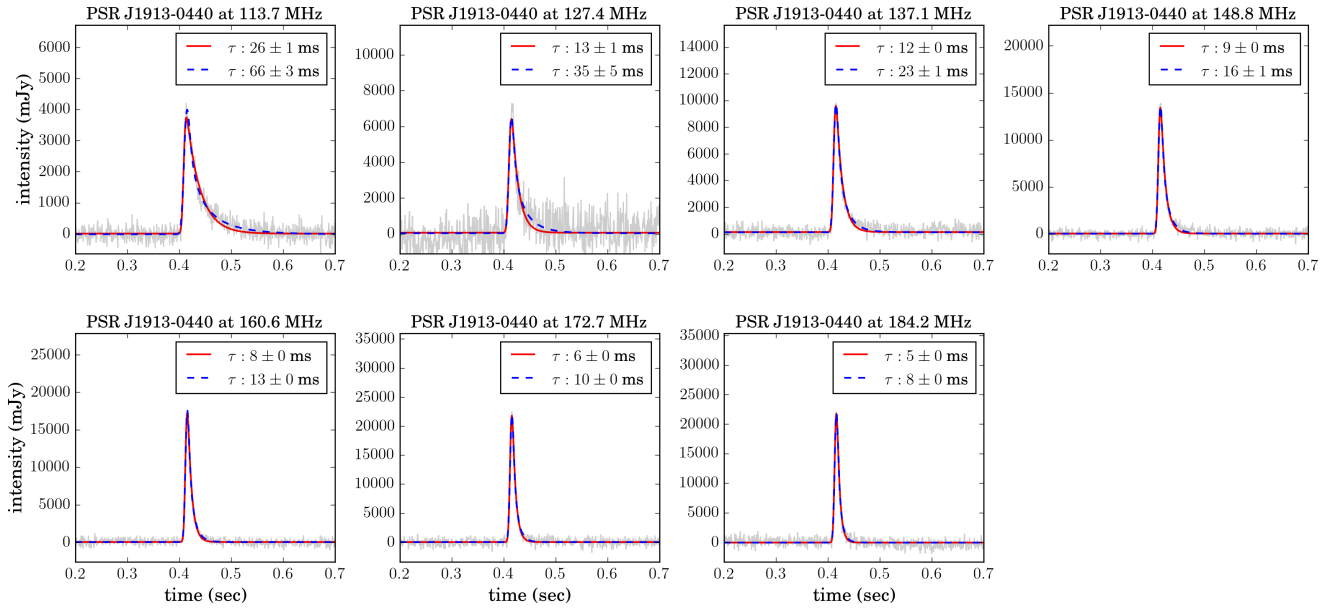 PSR J1913-0440 at 113.7 MHz
τ : 26 ± 1 ms
τ : 66 ± 3 ms
6000
5000
4000
3000
2000
1000
0
intensity (mJy)
0.2 0.3 0.4 0.5 0.6 0.7
PSR J1913-0440 at 127.4 MHz
τ : 13 ± 1 ms
τ : 35 ± 5 ms
10000
8000
6000
4000
2000
0
0.2 0.3 0.4 0.5 0.6 0.7
PSR J1913-0440 at 137.1 MHz
τ : 12 ± 0 ms
τ : 23 ± 1 ms
14000
12000
10000
8000
6000
4000
2000
0
0.2 0.3 0.4 0.5 0.6 0.7
PSR J1913-0440 at 148.8 MHz
τ : 9 ± 0 ms
τ : 16 ± 1 ms
20000
15000
10000
5000
0
0.2 0.3 0.4 0.5 0.6 0.7
PSR J1913-0440 at 160.6 MHz
τ : 8 ± 0 ms
τ : 13 ± 0 ms
25000
20000
15000
10000
5000
0
intensity (mJy)
0.2 0.3 0.4 0.5 0.6 0.7
time (sec)
PSR J1913-0440 at 172.7 MHz
τ : 6 ± 0 ms
τ : 10 ± 0 ms
35000
30000
25000
20000
15000
10000
5000
0
0.2 0.3 0.4 0.5 0.6 0.7
time (sec)
PSR J1913-0440 at 184.2 MHz
τ : 5 ± 0 ms
τ : 8 ± 0 ms
35000
30000
25000
20000
15000
10000
5000
0
0.2 0.3 0.4 0.5 0.6 0.7
time (sec)